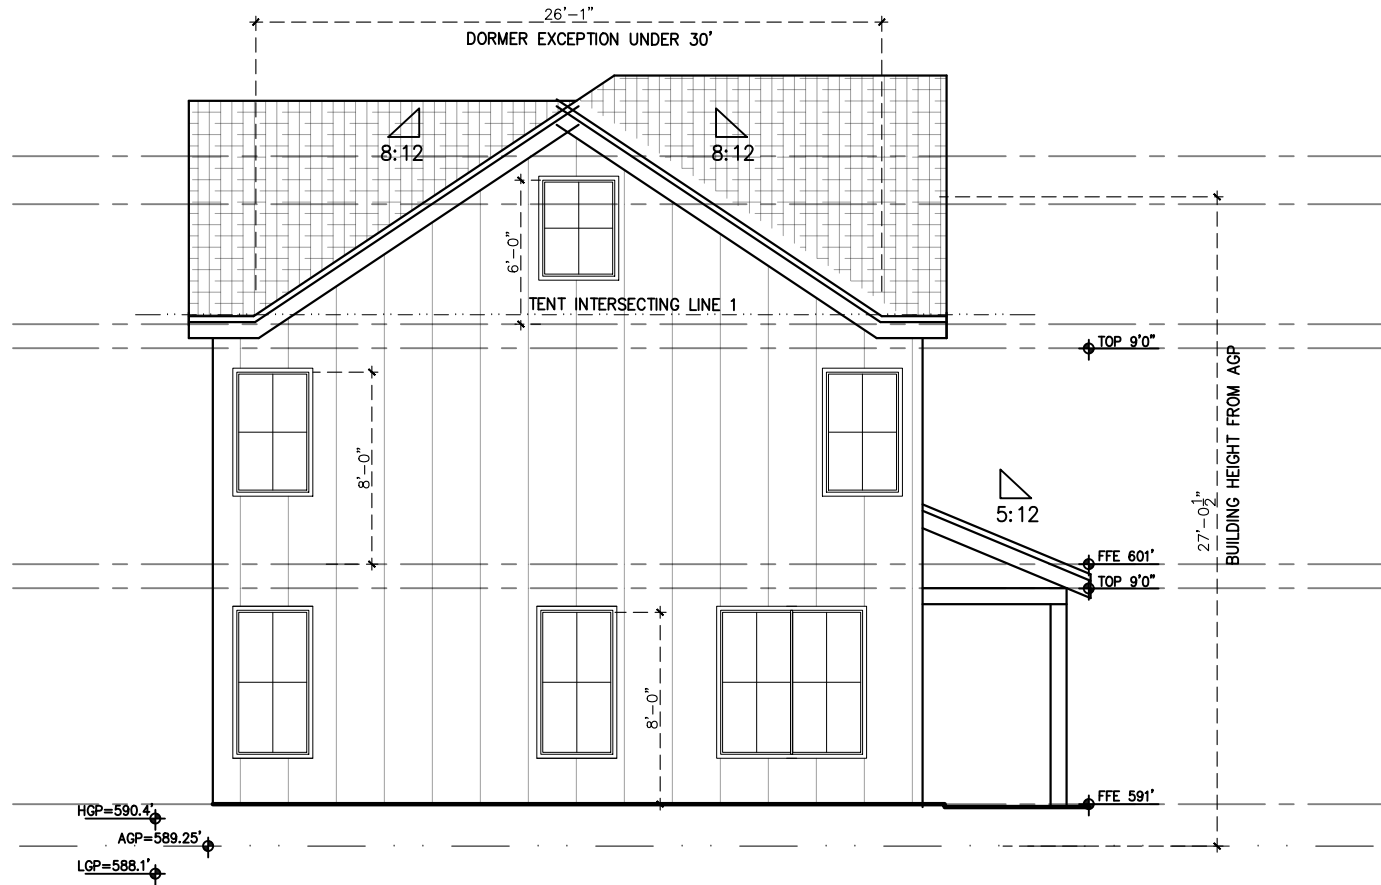 26'-1"
DORMER EXCEPTION UNDER 30'
8:12
8:12
6'-0"
TENT INTERSECTING LINE 1
TOP 9'0"
8'-0"
5:12
27'-0 1/2"
BUILDING HEIGHT FROM AGP
FFE 601'
TOP 9'0"
8'-0"
FFE 591'
HGP=590.4'
AGP=589.25'
LGP=588.1'